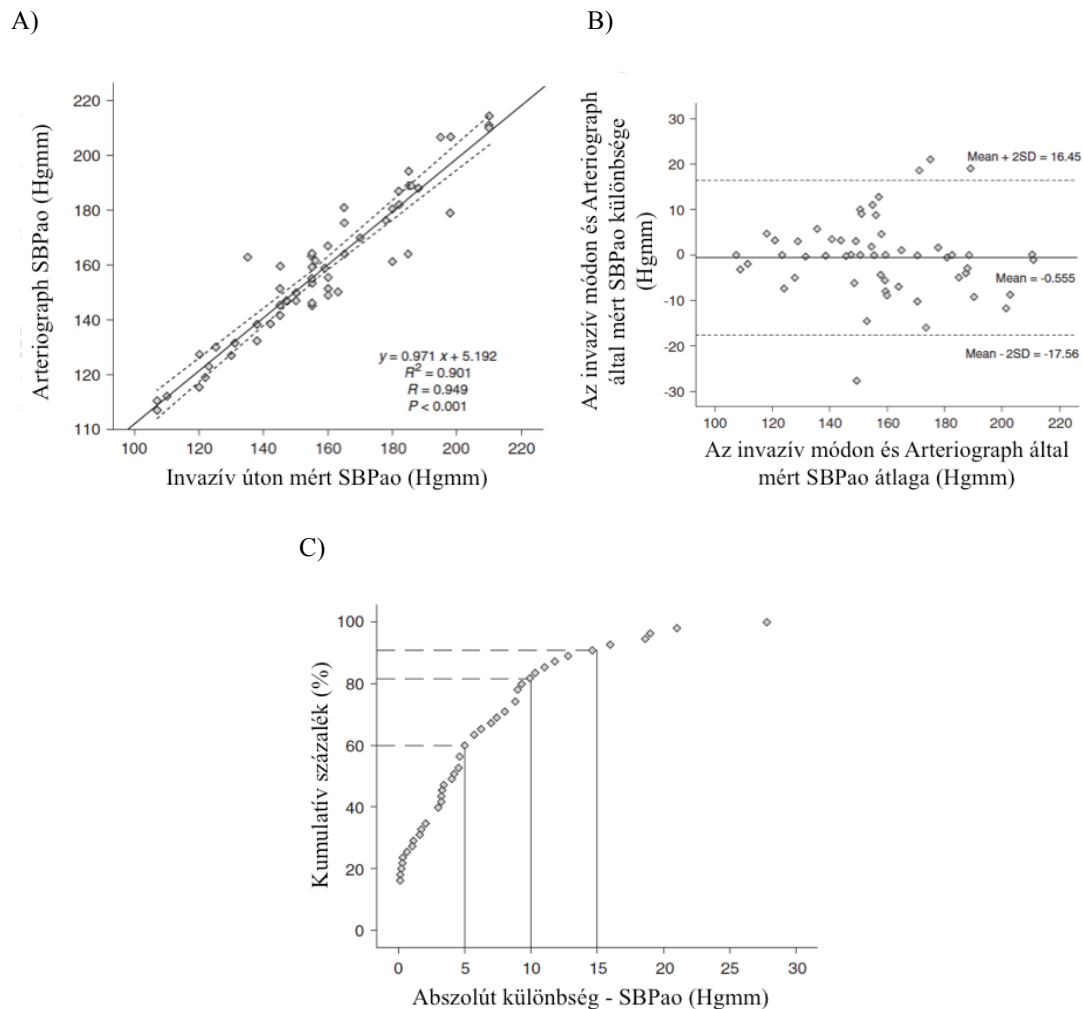 A)
B)
Arteriograph SBPao (Hgmm)
220
200
180
160
140
120
110
y = 0.971 x + 5.192
R² = 0.901
R = 0.949
P < 0.001
100 120 140 160 180 200 220
Invazív úton mért SBPao (Hgmm)
Az invazív módon és Arteriograph
által mért SBPao különbsége
(Hgmm)
30
20
10
0
-10
-20
-30
Mean + 2SD = 16.45
Mean = -0.555
Mean - 2SD = -17.56
100 120 140 160 180 200 220
Az invazív módon és Arteriograph által
mért SBPao átlaga (Hgmm)
C)
Kumulatív százalék (%)
100
80
60
40
20
0
0 5 10 15 20 25 30
Abszolút különbség - SBPao (Hgmm)